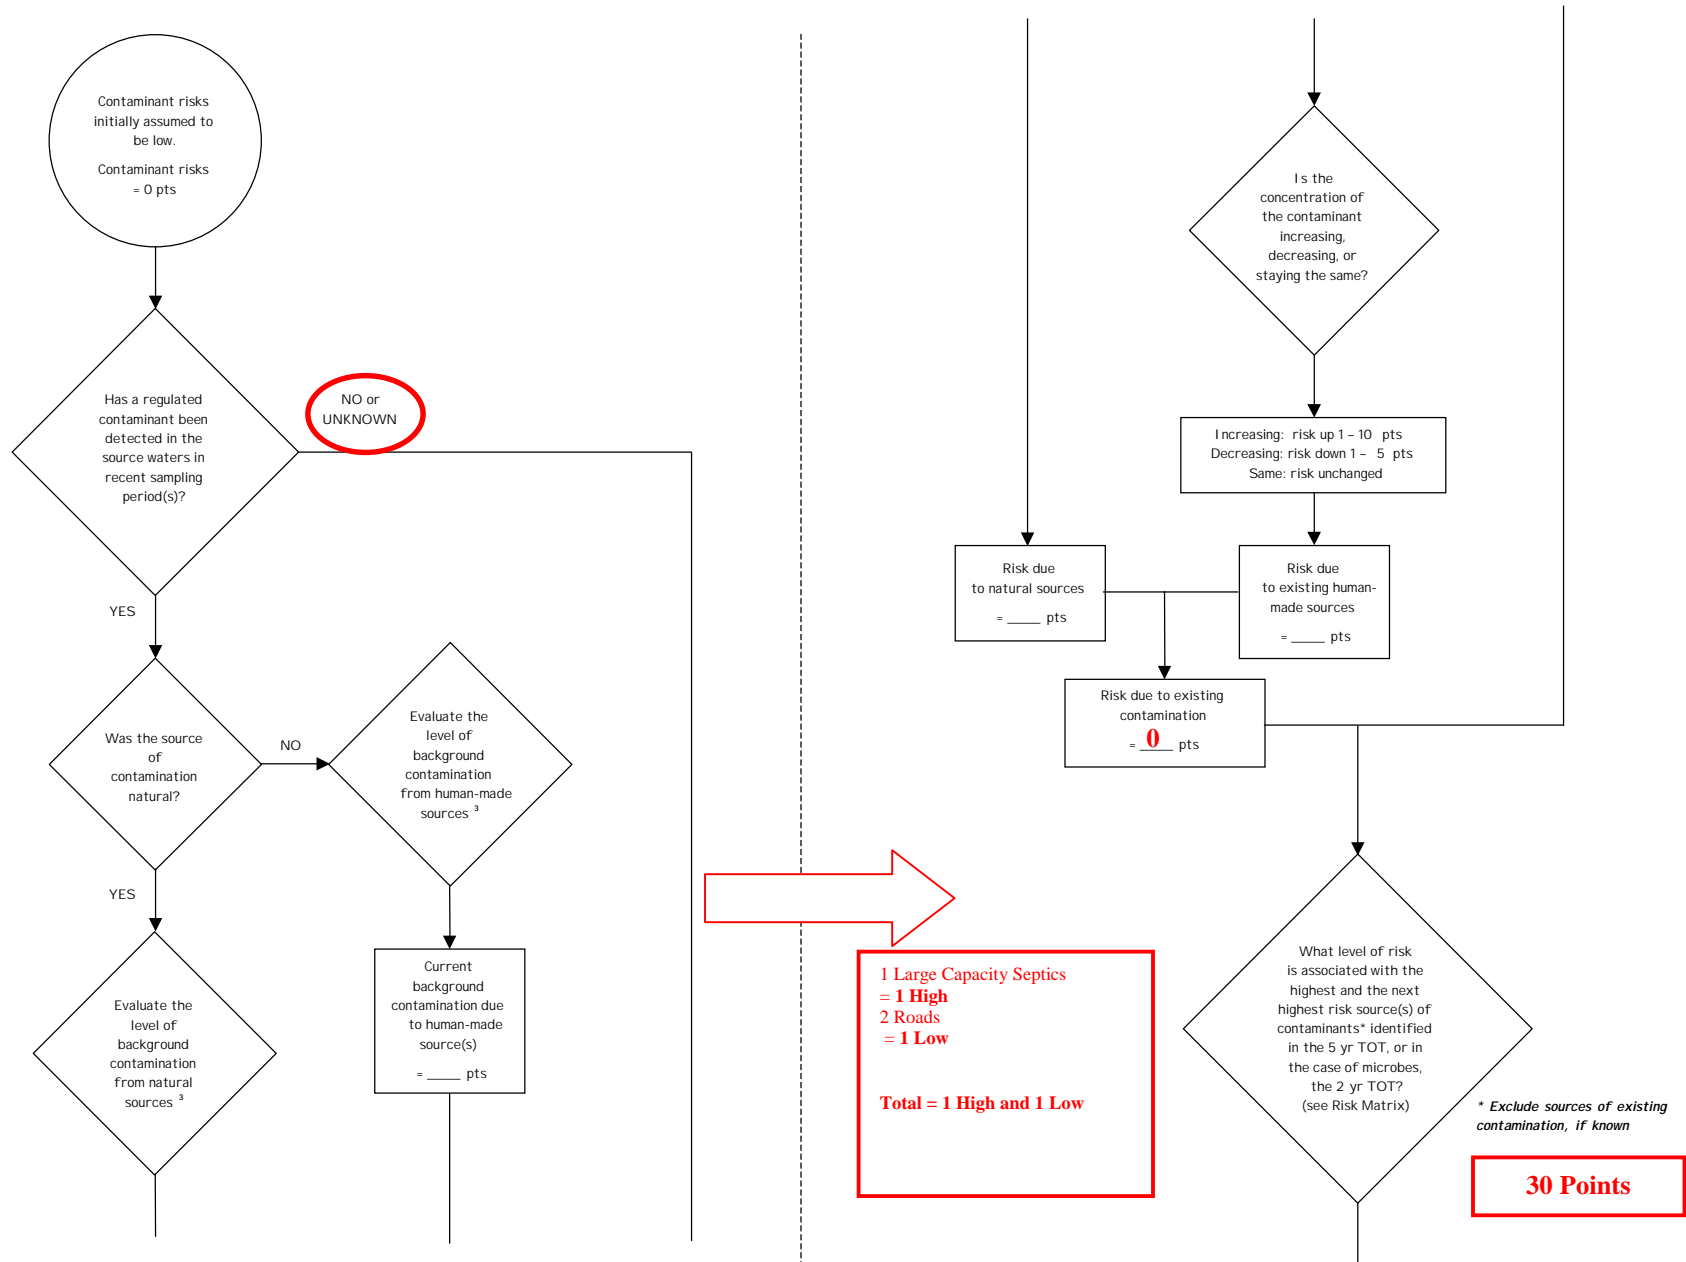 Contaminant risks
initially assumed to
be low.
Contaminant risks
= 0 pts
Has a regulated
contaminant been
detected in the
source waters in
recent sampling
period(s)?
NO or
UNKNOWN
YES
Was the source
of
contamination
natural?
NO
Evaluate the
level of
background
contamination
from human-made
sources ³
YES
Evaluate the
level of
background
contamination
from natural
sources ³
Current
background
contamination due
to human-made
source(s)
= ____ pts
Is the
concentration of
the contaminant
increasing,
decreasing, or
staying the same?
Increasing: risk up 1 – 10 pts
Decreasing: risk down 1 – 5 pts
Same: risk unchanged
Risk due
to natural sources
= ____ pts
Risk due
to existing human-
made sources
= ____ pts
Risk due to existing
contamination
= 0 pts
1 Large Capacity Septics
= 1 High
2 Roads
= 1 Low
Total = 1 High and 1 Low
What level of risk
is associated with the
highest and the next
highest risk source(s) of
contaminants* identified
in the 5 yr TOT, or in
the case of microbes,
the 2 yr TOT?
(see Risk Matrix)
* Exclude sources of existing
contamination, if known
30 Points